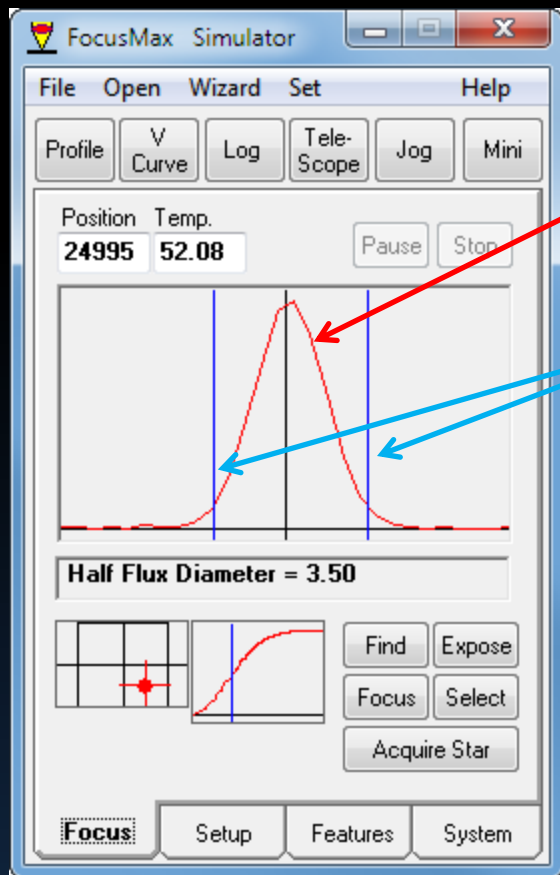 FocusMax Simulator
File Open Wizard Set Help
Profile V Curve Log Tele-Scope Jog Mini
Position Temp.
24995 52.08 Pause Stop
Half Flux Diameter = 3.50
Find Expose
Focus Select
Acquire Star
Focus Setup Features System